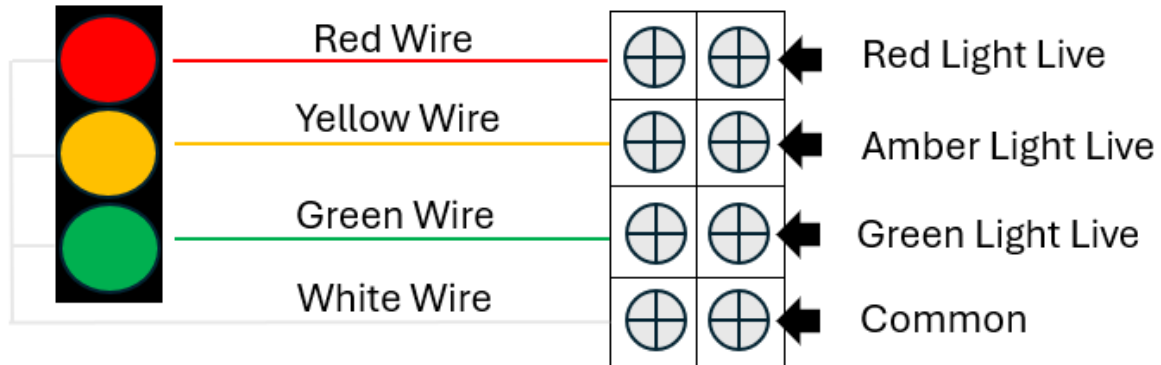 Red Wire
Red Light Live
Yellow Wire
Amber Light Live
Green Wire
Green Light Live
White Wire
Common